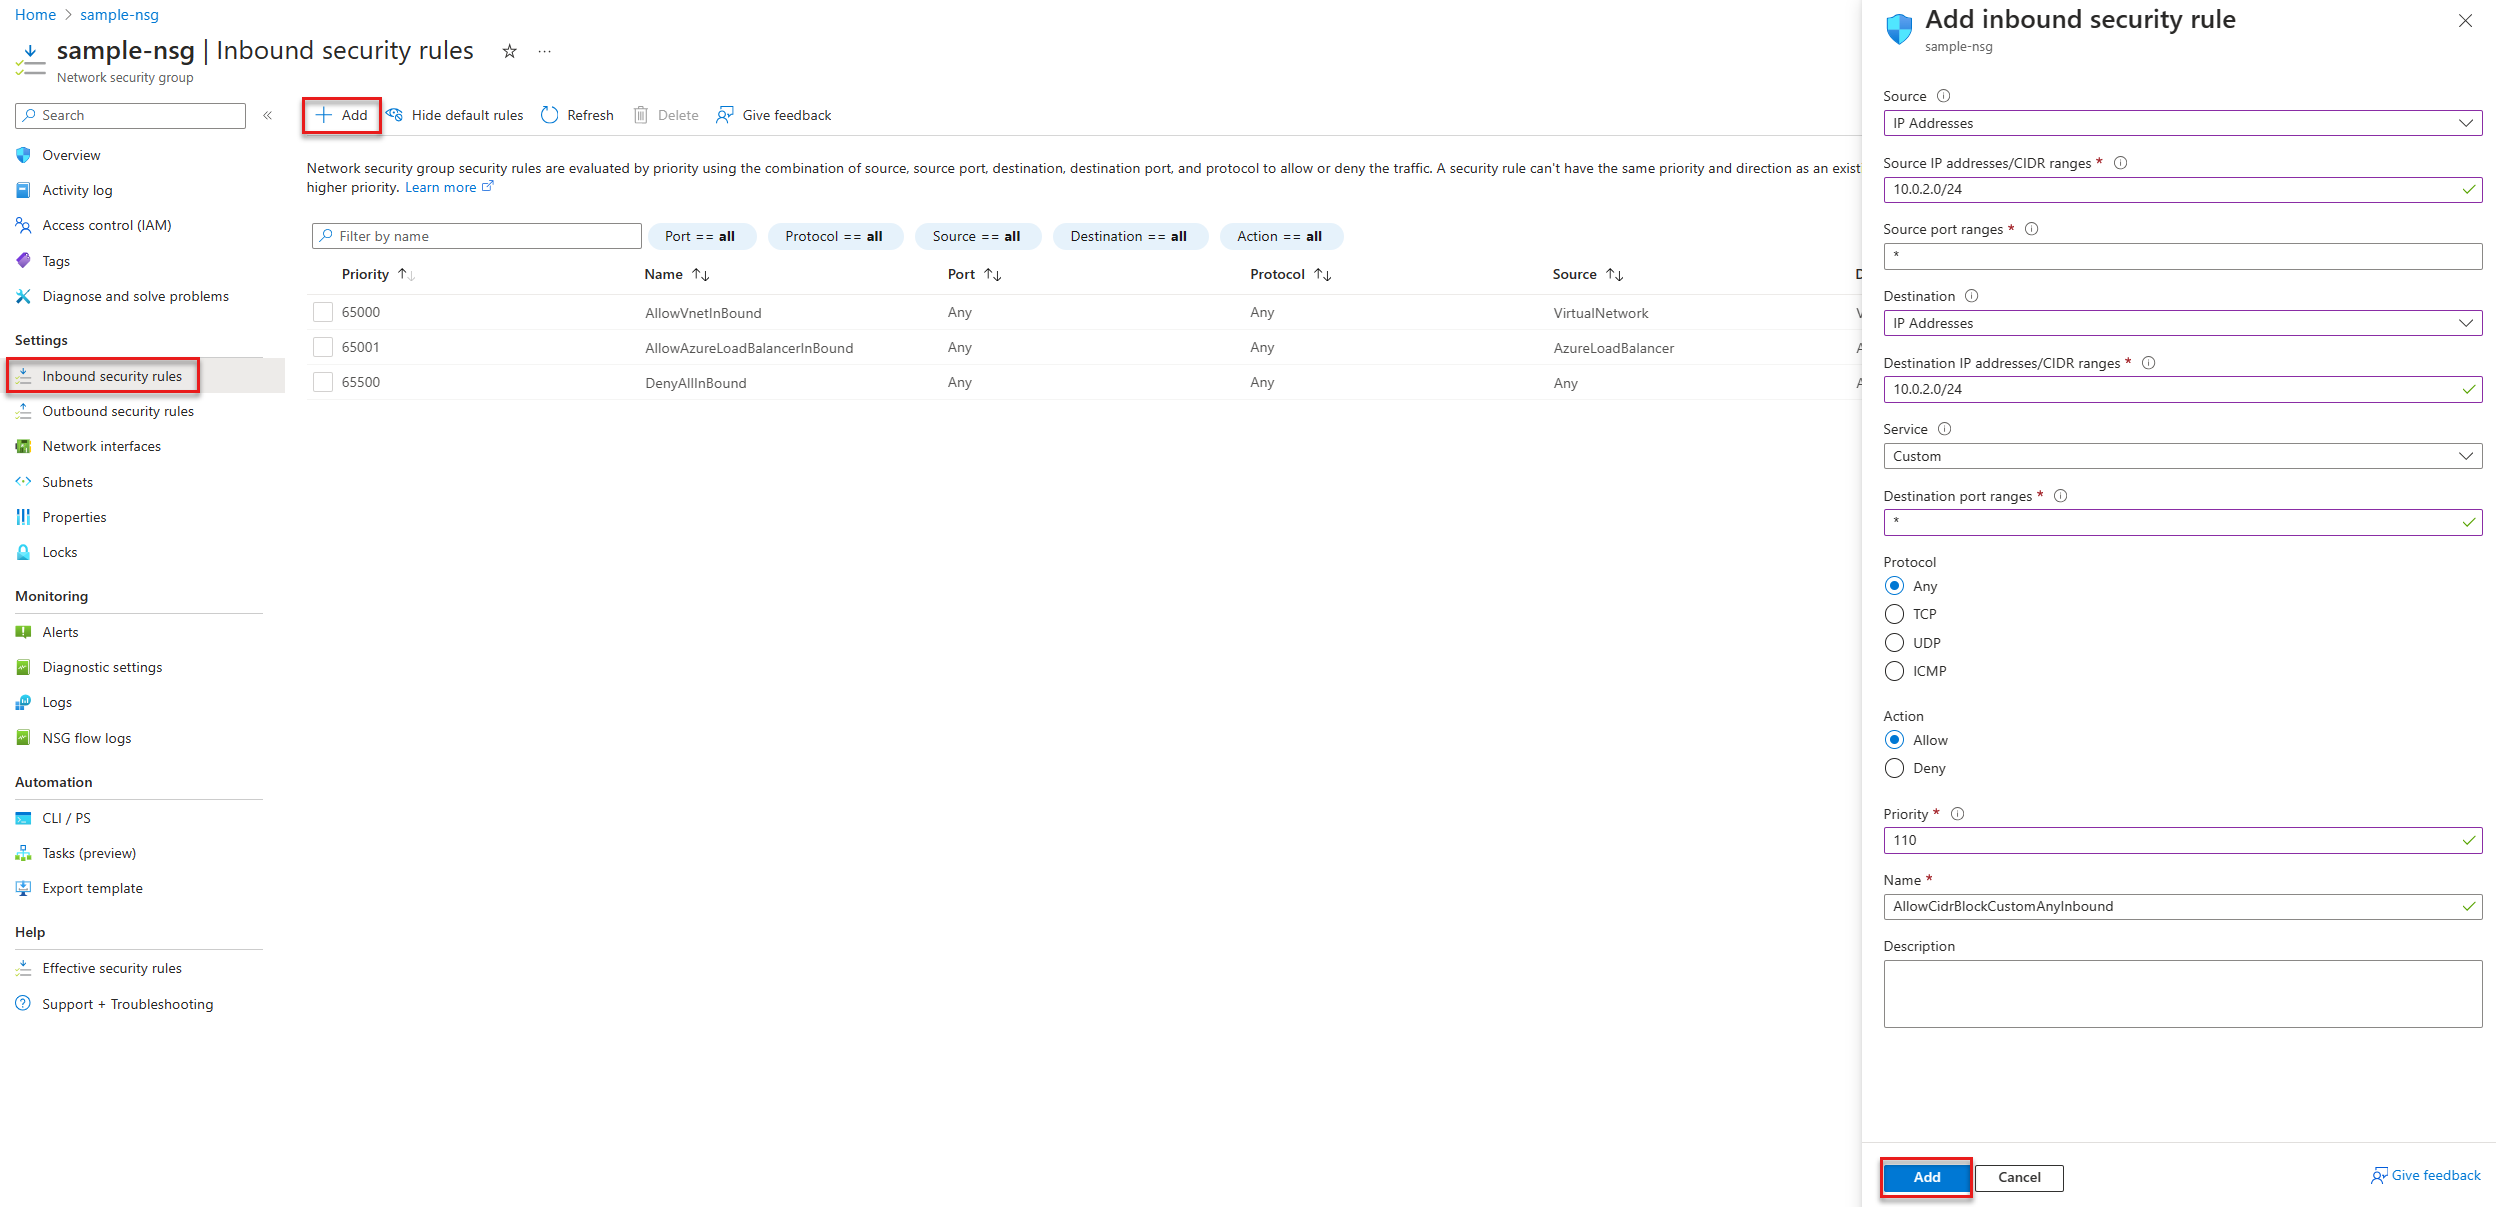 Home > sample-nsg
sample-nsg | Inbound security rules
Network security group
Search
Overview
Activity log
Access control (IAM)
Tags
Diagnose and solve problems
Settings
Inbound security rules
Outbound security rules
Network interfaces
Subnets
Properties
Locks
Monitoring
Alerts
Diagnostic settings
Logs
NSG flow logs
Automation
CLI / PS
Tasks (preview)
Export template
Help
Effective security rules
Support + Troubleshooting
Add Hide default rules Refresh Delete Give feedback
Network security group security rules are evaluated by priority using the combination of source, source port, destination, destination port, and protocol to allow or deny the traffic. A security rule can't have the same priority and direction as an exist
higher priority. Learn more
Filter by name Port == all Protocol == all Source == all Destination == all Action == all
Priority Name Port Protocol Source D
65000 AllowVnetInBound Any Any VirtualNetwork V
65001 AllowAzureLoadBalancerInBound Any Any AzureLoadBalancer A
65500 DenyAllInBound Any Any Any A
Add inbound security rule
sample-nsg
Source
IP Addresses
Source IP addresses/CIDR ranges *
10.0.2.0/24
Source port ranges *
*
Destination
IP Addresses
Destination IP addresses/CIDR ranges *
10.0.2.0/24
Service
Custom
Destination port ranges *
*
Protocol
Any
TCP
UDP
ICMP
Action
Allow
Deny
Priority *
110
Name *
AllowCidrBlockCustomAnyInbound
Description
Add Cancel Give feedback